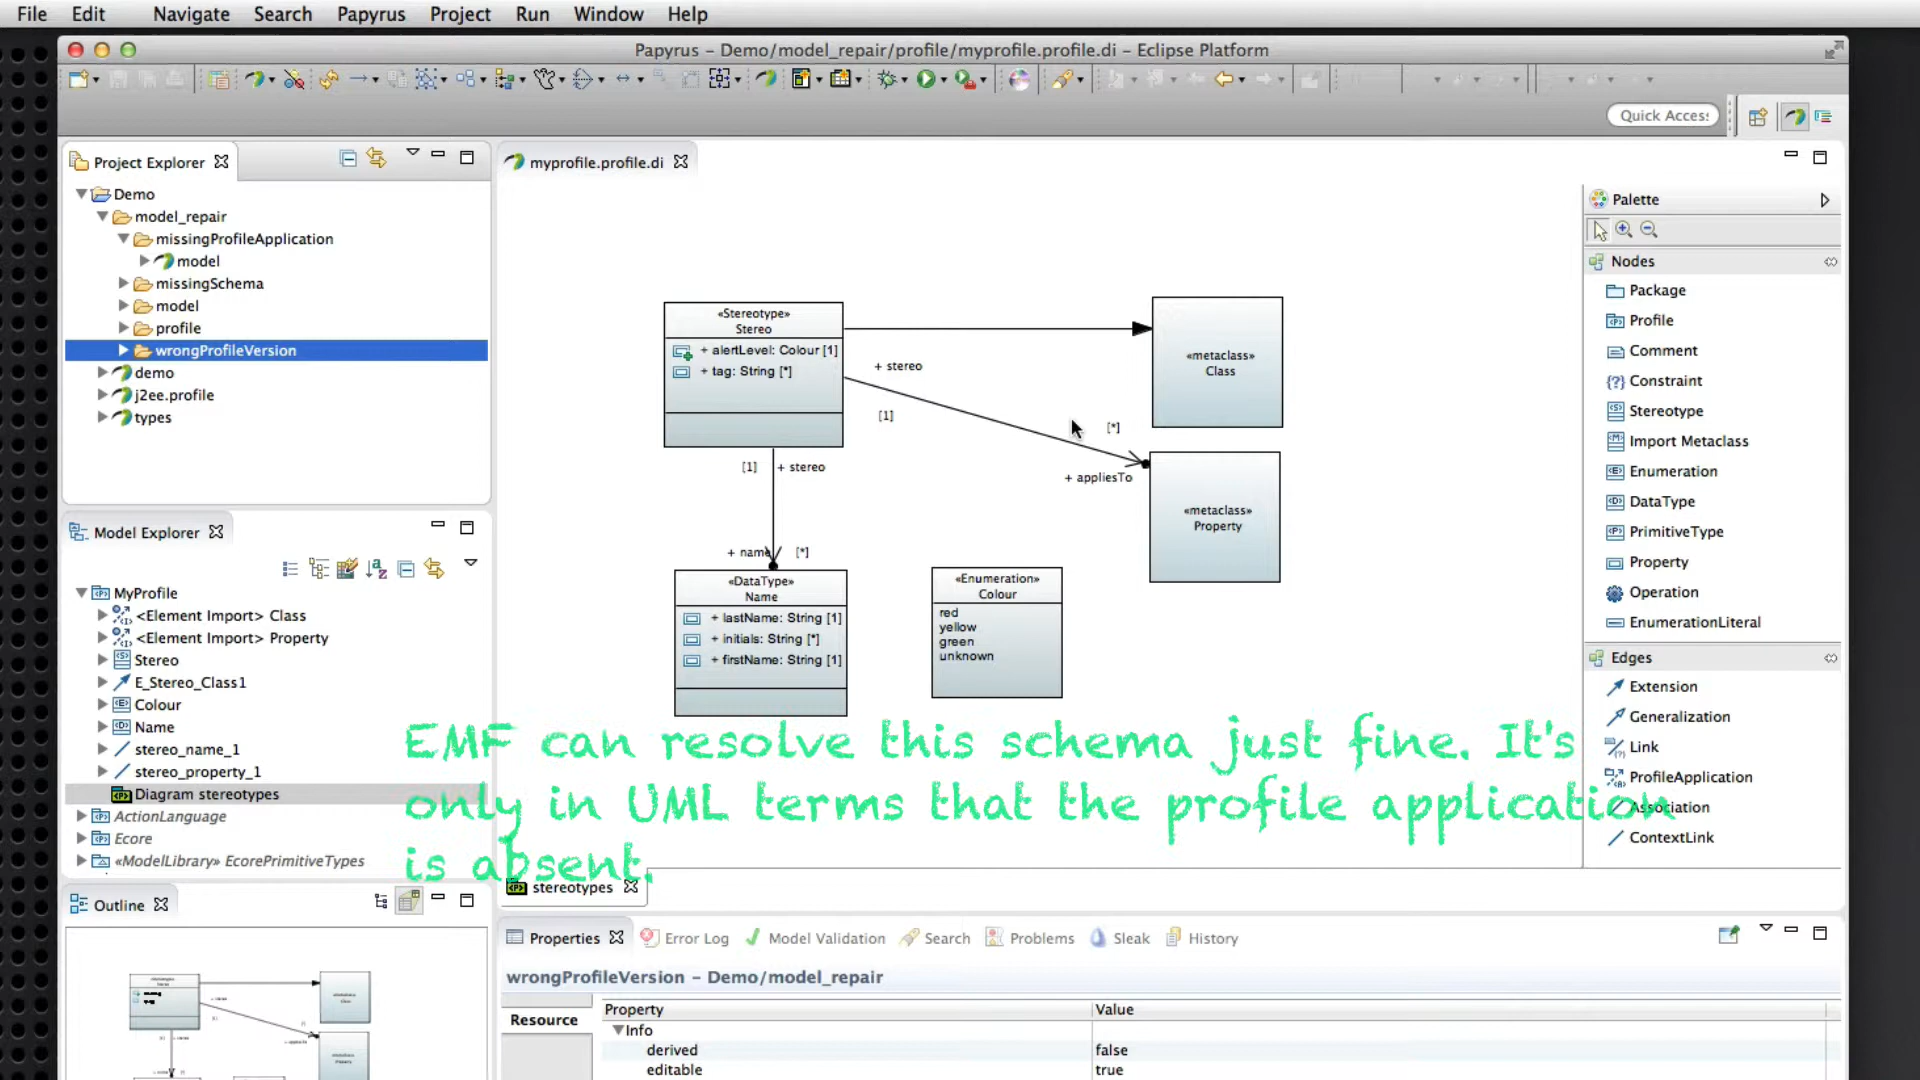 File Edit Navigate Search Papyrus Project Run Window Help
Papyrus – Demo/model_repair/profile/myprofile.profile.di – Eclipse Platform
Quick Access
Project Explorer
Demo
model_repair
missingProfileApplication
model
missingSchema
model
profile
wrongProfileVersion
demo
j2ee.profile
types
Model Explorer
MyProfile
<Element Import> Class
<Element Import> Property
Stereo
E_Stereo_Class1
Colour
Name
stereo_name_1
stereo_property_1
Diagram stereotypes
ActionLanguage
Ecore
«ModelLibrary» EcorePrimitiveTypes
Outline
myprofile.profile.di
«Stereotype»
Stereo
+ alertLevel: Colour [1]
+ tag: String [*]
+ stereo
[1]
[*]
+ appliesTo
«metaclass»
Class
«metaclass»
Property
[1] + stereo
+ name [*]
«DataType»
Name
+ lastName: String [1]
+ initials: String [*]
+ firstName: String [1]
«Enumeration»
Colour
red
yellow
green
unknown
EMF can resolve this schema just fine. It's
only in UML terms that the profile application
is absent.
stereotypes
Palette
Nodes
Package
Profile
Comment
Constraint
Stereotype
Import Metaclass
Enumeration
DataType
PrimitiveType
Property
Operation
EnumerationLiteral
Edges
Extension
Generalization
Link
ProfileApplication
Association
ContextLink
Properties Error Log Model Validation Search Problems Sleak History
wrongProfileVersion – Demo/model_repair
Resource
Property Value
Info
derived false
editable true